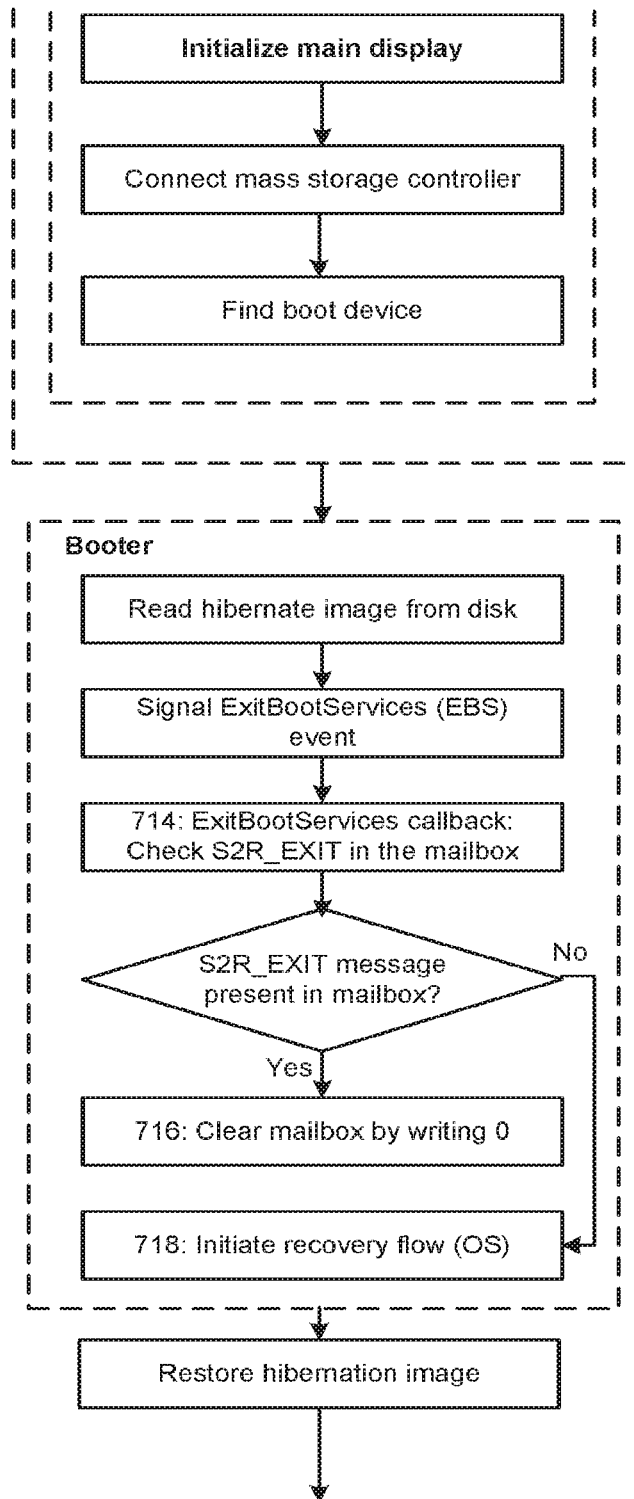 Initialize main display
Connect mass storage controller
Find boot device
Booter
Read hibernate image from disk
Signal ExitBootServices (EBS)
event
714: ExitBootServices callback:
Check S2R_EXIT in the mailbox
S2R_EXIT message
present in mailbox?
No
Yes
716: Clear mailbox by writing 0
718: Initiate recovery flow (OS)
Restore hibernation image